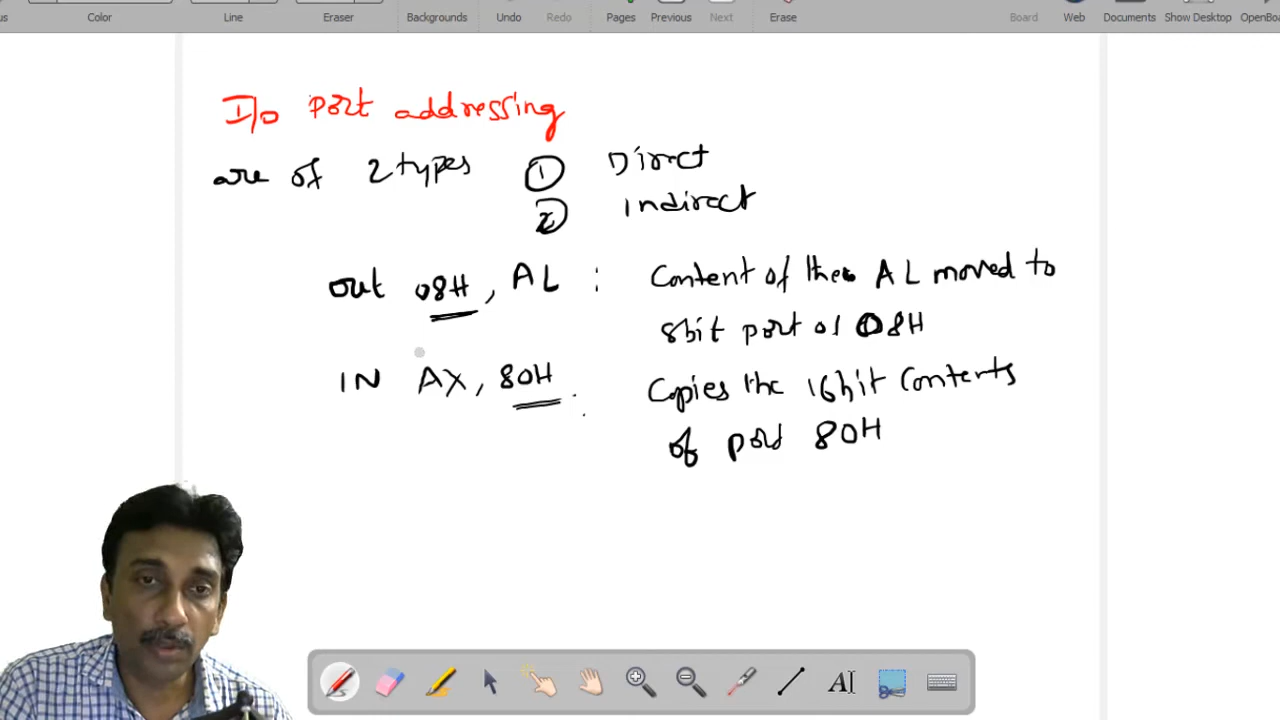 Color Line Eraser Backgrounds Undo Redo Pages Previous Next Erase Board Web Documents Show Desktop OpenBoa
I/o port addressing
are of 2 types ① Direct
② Indirect
out 08H, AL : Content of the AL moved to
8bit port of 08H
IN AX, 80H : Copies the 16bit Contents
of port 80H